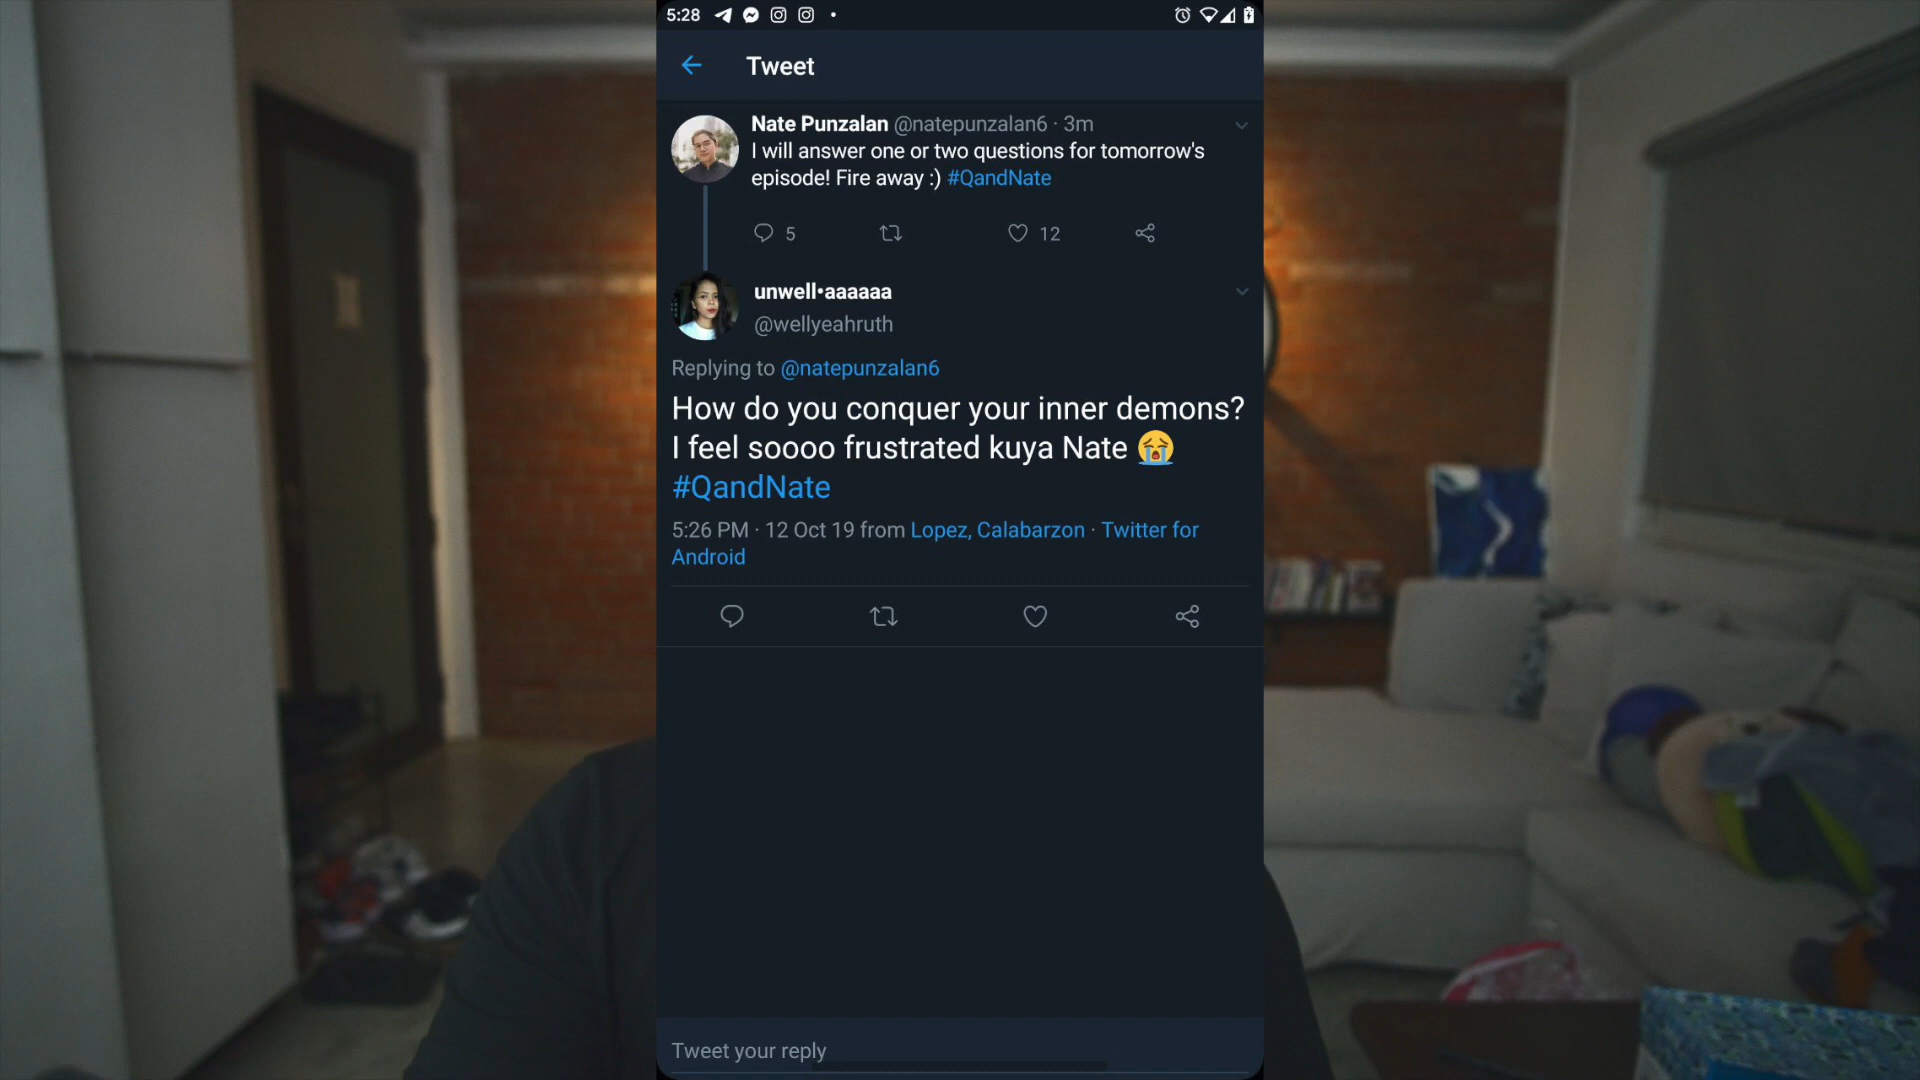 5:28
Tweet
Nate Punzalan @natepunzalan6 · 3m
I will answer one or two questions for tomorrow's
episode! Fire away :) #QandNate
5
12
unwell•aaaaaa
@wellyeahruth
Replying to @natepunzalan6
How do you conquer your inner demons?
I feel soooo frustrated kuya Nate 😭
#QandNate
5:26 PM · 12 Oct 19 from Lopez, Calabarzon · Twitter for
Android
Tweet your reply